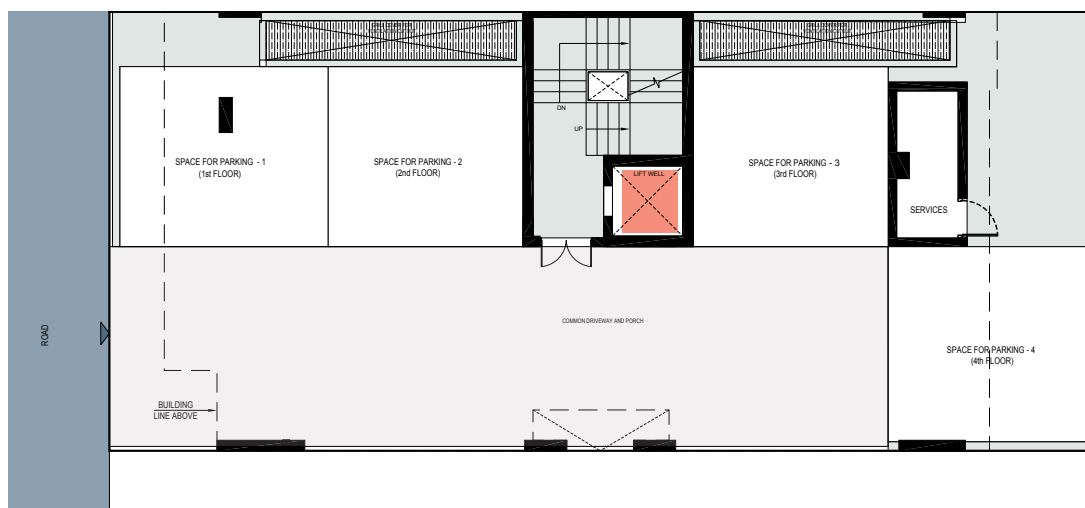 DN
UP
LIFT WELL
SPACE FOR PARKING - 1
(1st FLOOR)
SPACE FOR PARKING - 2
(2nd FLOOR)
SPACE FOR PARKING - 3
(3rd FLOOR)
SERVICES
ROAD
COMMON DRIVEWAY AND PORCH
SPACE FOR PARKING - 4
(4th FLOOR)
BUILDING
LINE ABOVE